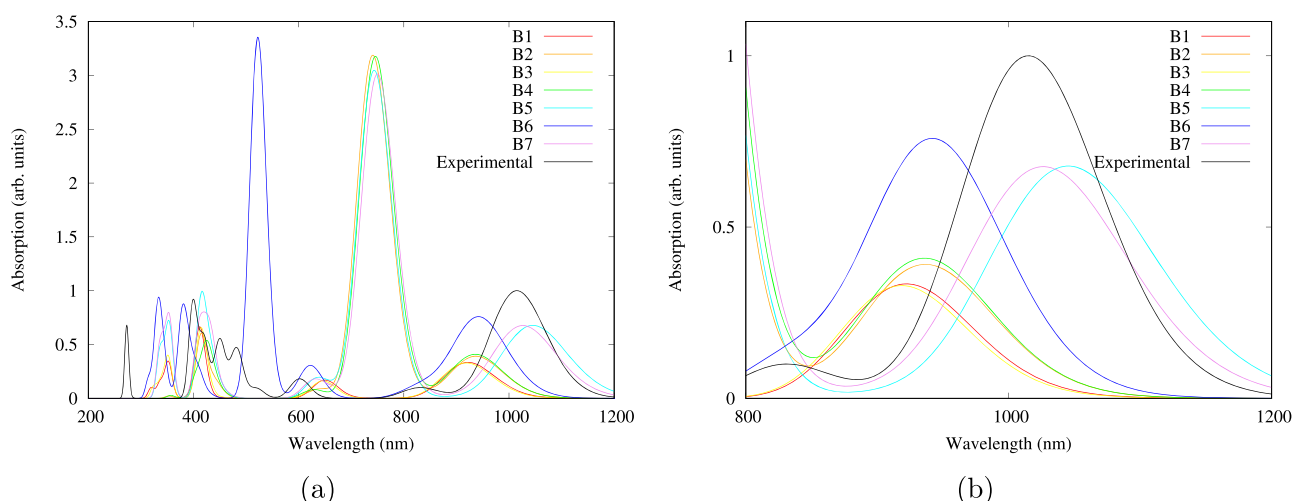 3.5
3
2.5
2
1.5
1
0.5
0
200
400
600
800
1000
1200
Absorption (arb. units)
Wavelength (nm)
B1
B2
B3
B4
B5
B6
B7
Experimental
(a)
1
0.5
0
800
1000
1200
Absorption (arb. units)
Wavelength (nm)
B1
B2
B3
B4
B5
B6
B7
Experimental
(b)